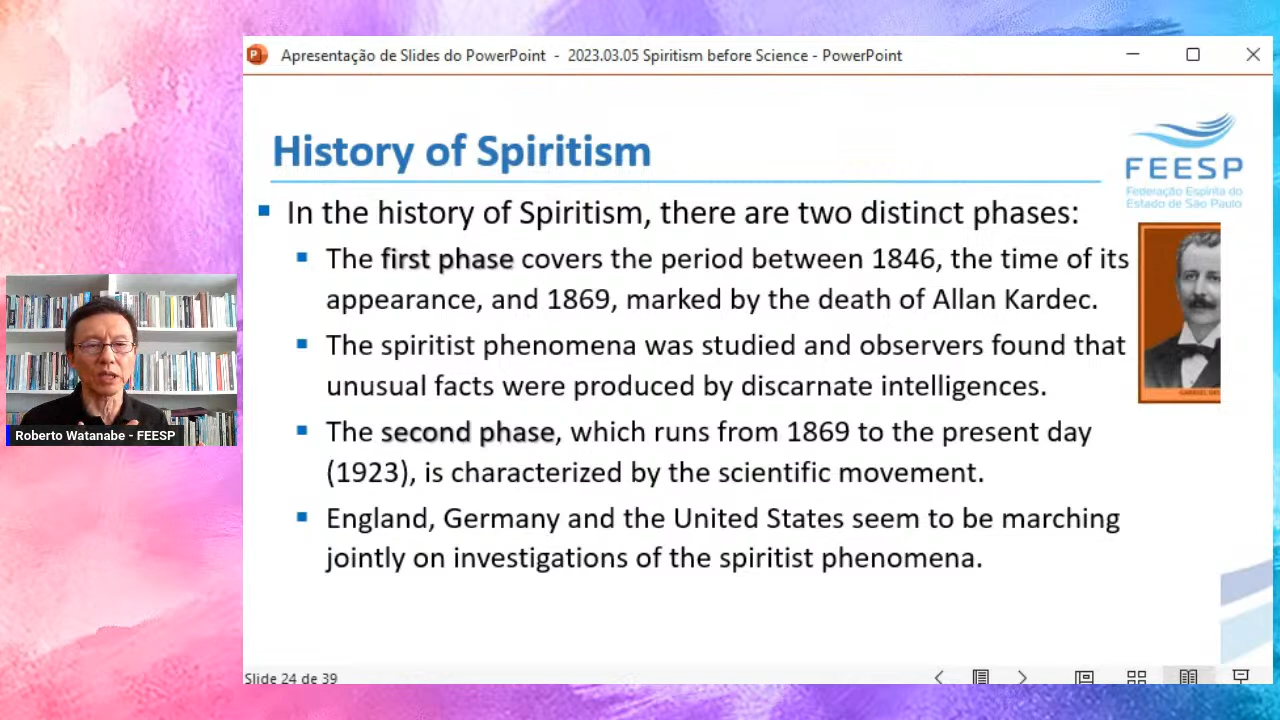 Apresentação de Slides do PowerPoint - 2023.03.05 Spiritism before Science - PowerPoint
History of Spiritism
FEESP
Federação Espírita do
Estado de São Paulo
In the history of Spiritism, there are two distinct phases:
The first phase covers the period between 1846, the time of its
appearance, and 1869, marked by the death of Allan Kardec.
The spiritist phenomena was studied and observers found that
unusual facts were produced by discarnate intelligences.
The second phase, which runs from 1869 to the present day
(1923), is characterized by the scientific movement.
England, Germany and the United States seem to be marching
jointly on investigations of the spiritist phenomena.
Roberto Watanabe - FEESP
Slide 24 de 39